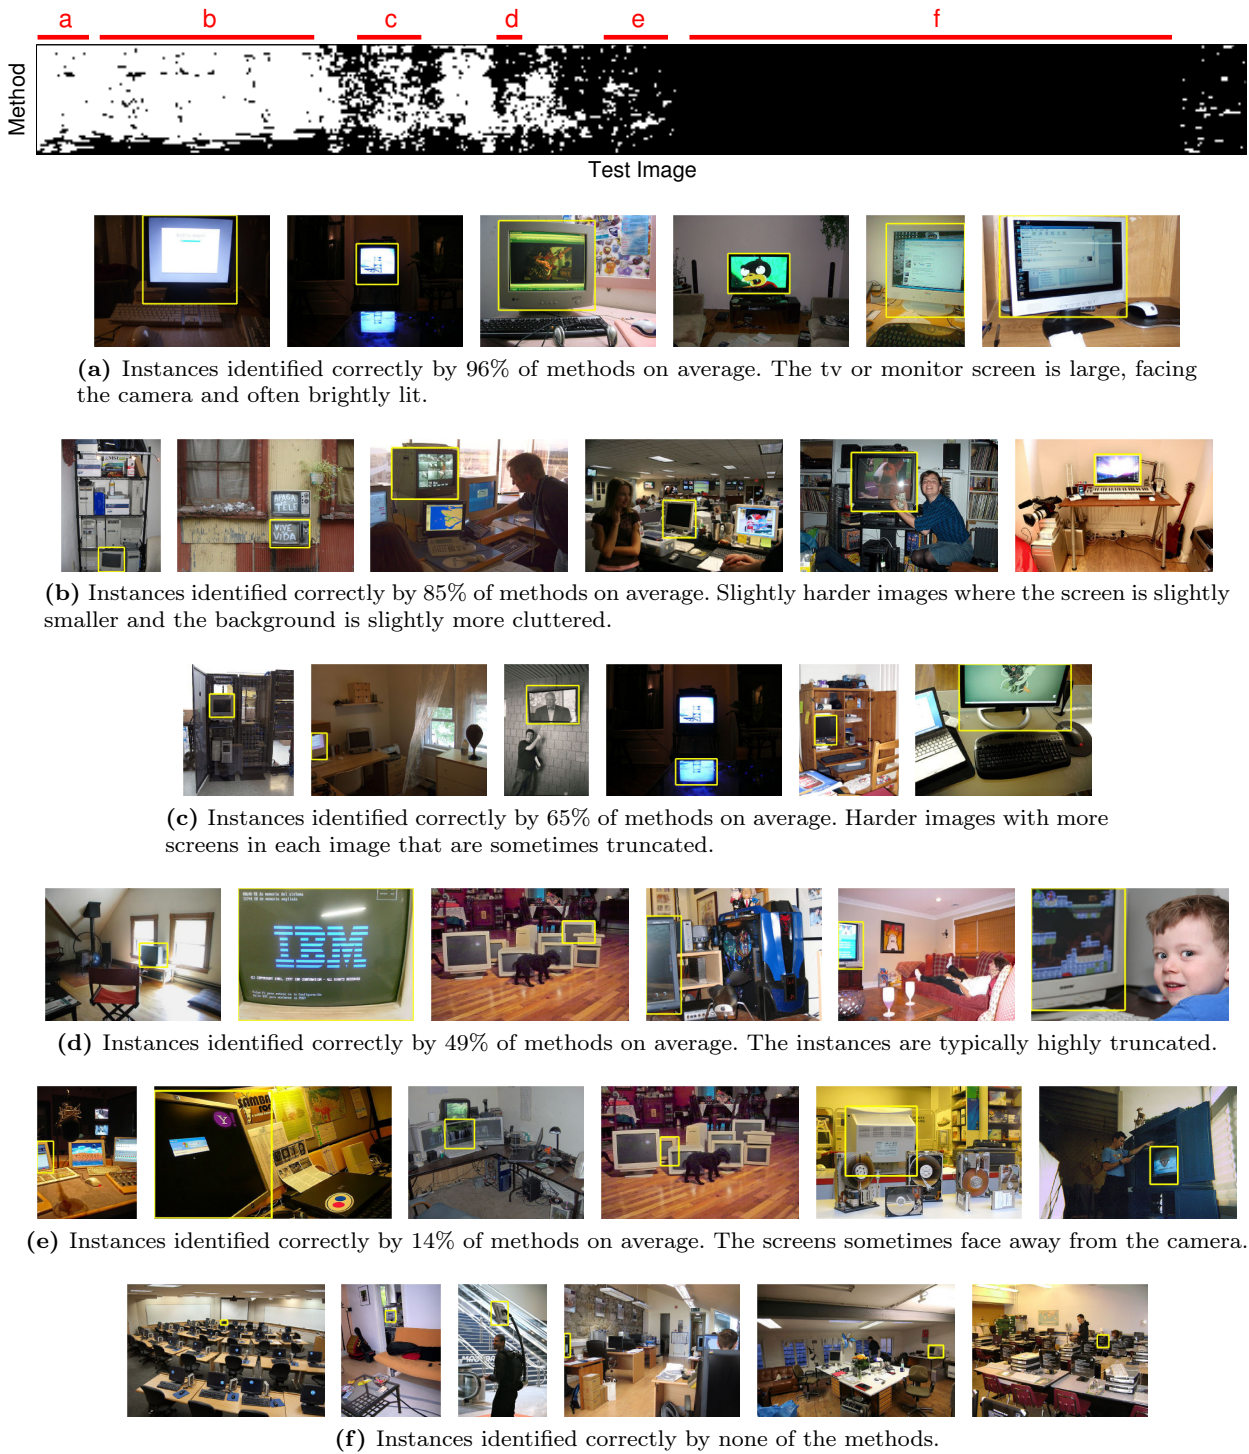 a b c d e f
Method
Test Image
(a) Instances identified correctly by 96% of methods on average. The tv or monitor screen is large, facing
the camera and often brightly lit.
APAGA
TELE
VIVE
VIDA
(b) Instances identified correctly by 85% of methods on average. Slightly harder images where the screen is slightly
smaller and the background is slightly more cluttered.
(c) Instances identified correctly by 65% of methods on average. Harder images with more
screens in each image that are sometimes truncated.
IBM
(d) Instances identified correctly by 49% of methods on average. The instances are typically highly truncated.
SAMBA
Y
(e) Instances identified correctly by 14% of methods on average. The screens sometimes face away from the camera.
(f) Instances identified correctly by none of the methods.